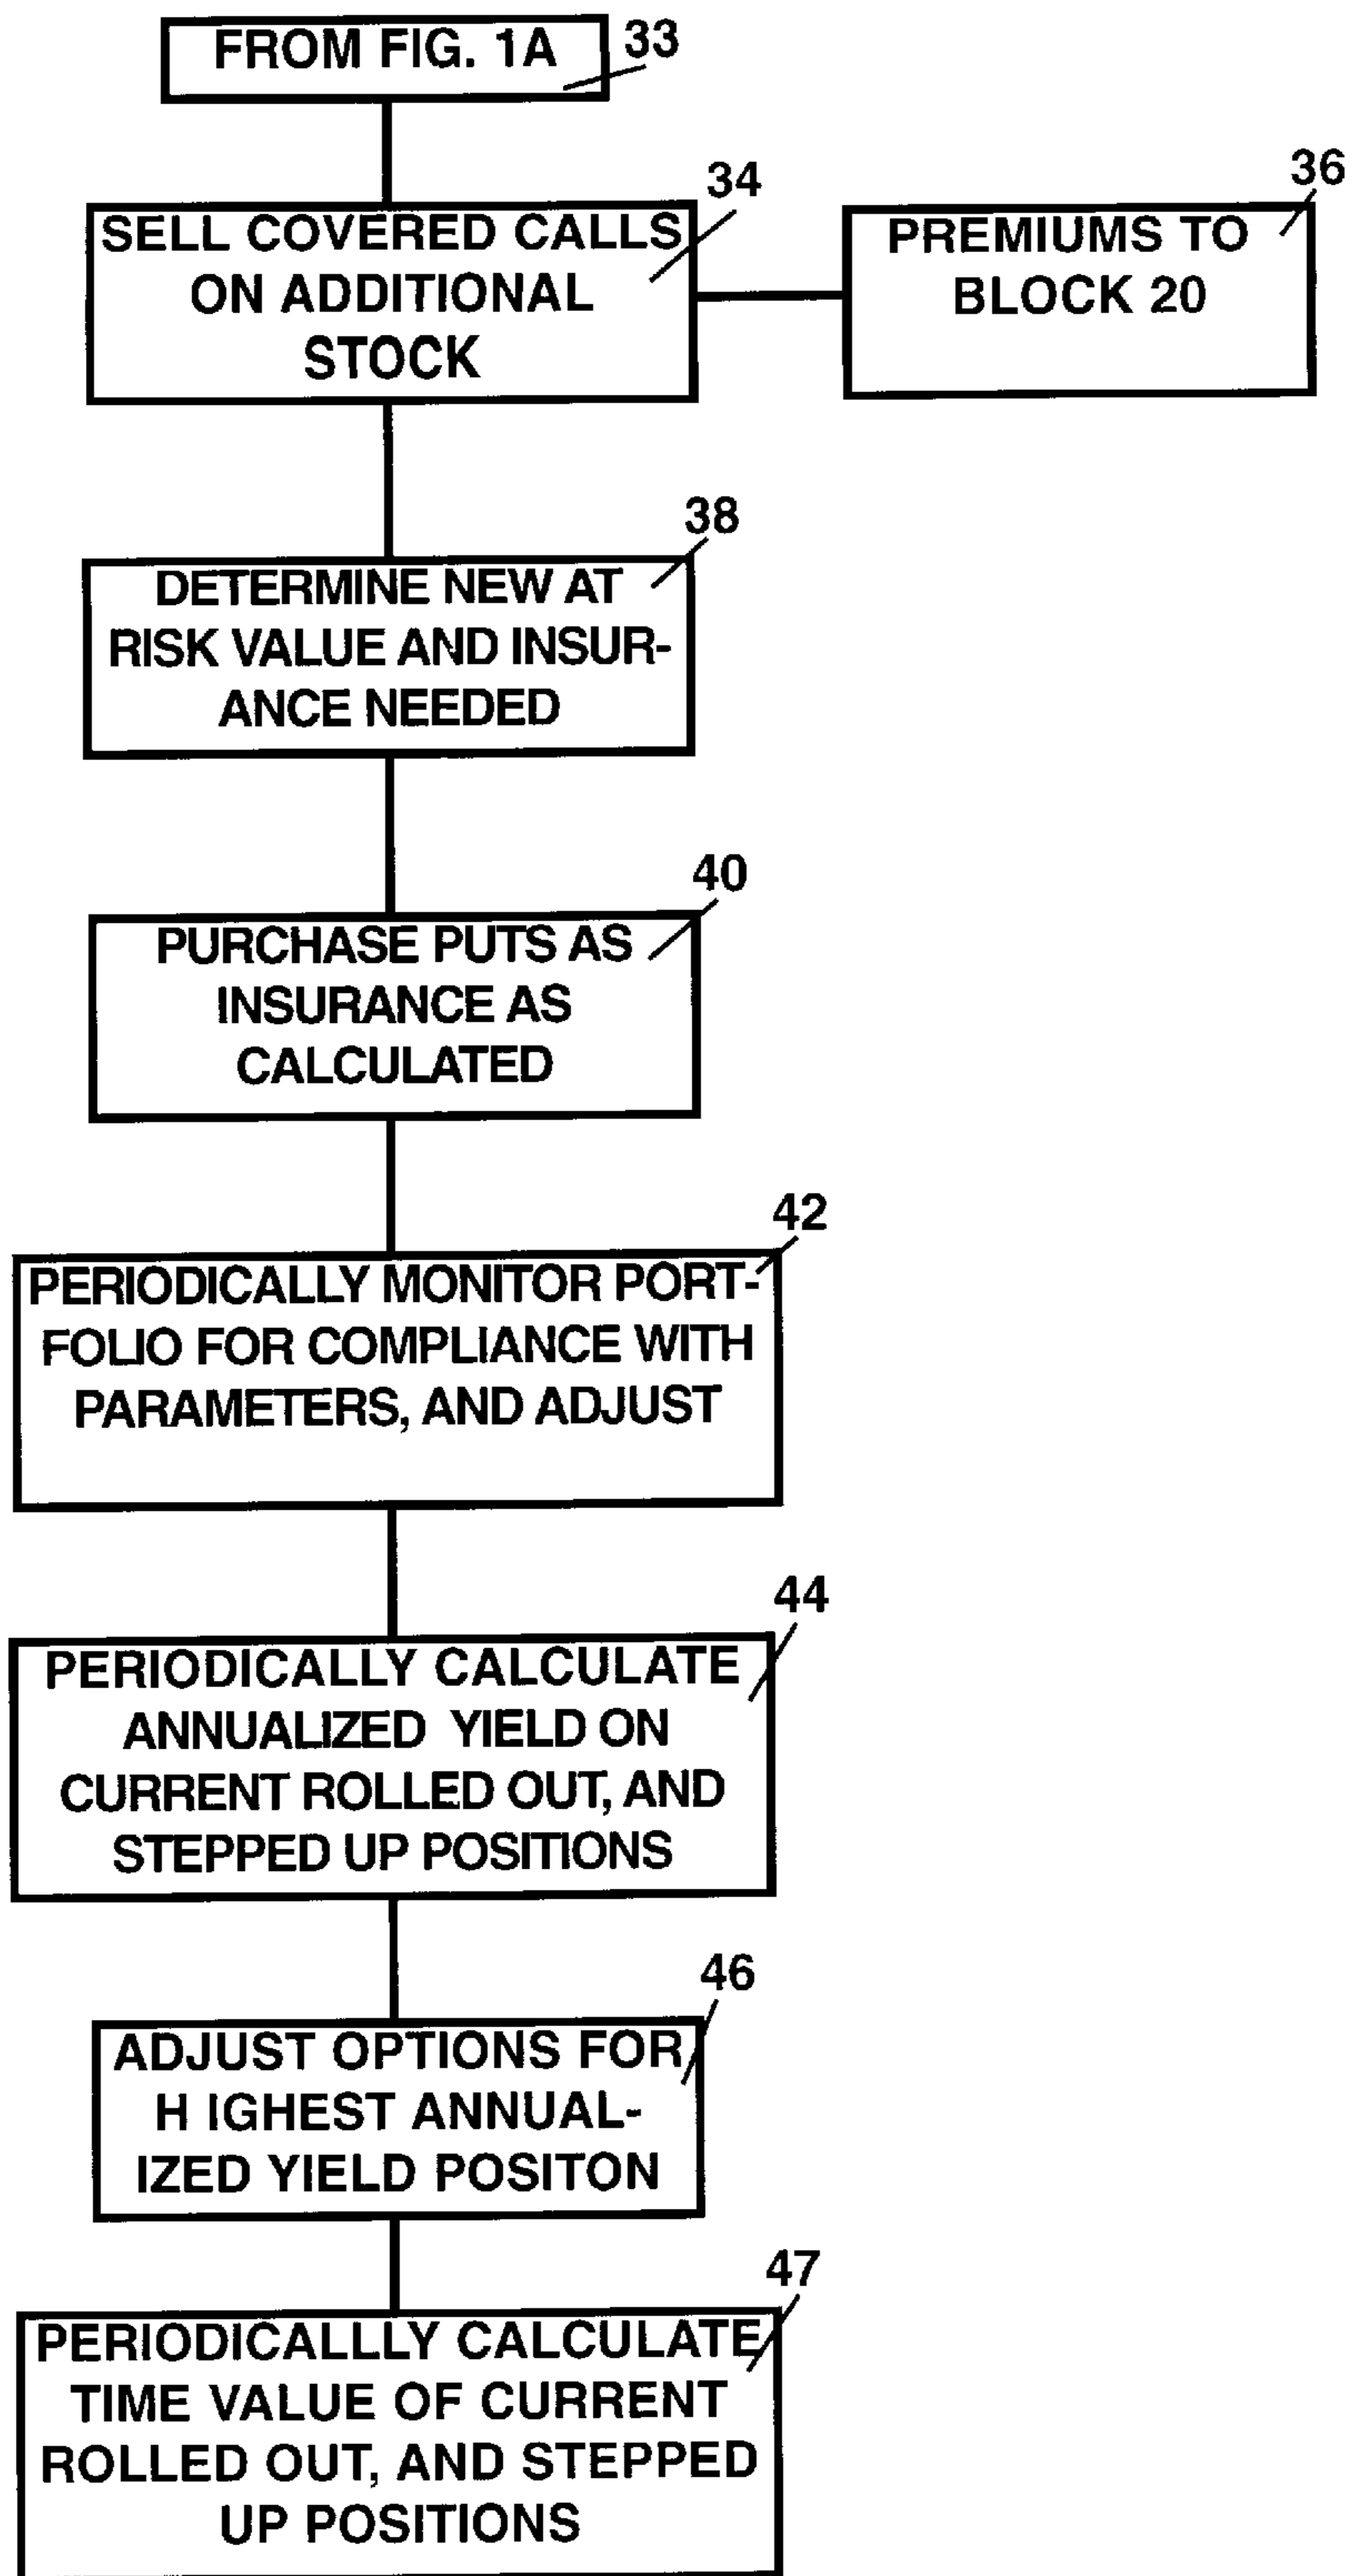 FROM FIG. 1A
33
34
SELL COVERED CALLS
ON ADDITIONAL
STOCK
36
PREMIUMS TO
BLOCK 20
38
DETERMINE NEW AT
RISK VALUE AND INSUR-
ANCE NEEDED
40
PURCHASE PUTS AS
INSURANCE AS
CALCULATED
42
PERIODICALLY MONITOR PORT-
FOLIO FOR COMPLIANCE WITH
PARAMETERS, AND ADJUST
44
PERIODICALLY CALCULATE
ANNUALIZED YIELD ON
CURRENT ROLLED OUT, AND
STEPPED UP POSITIONS
46
ADJUST OPTIONS FOR
H IGHEST ANNUAL-
IZED YIELD POSITON
47
PERIODICALLLY CALCULATE
TIME VALUE OF CURRENT
ROLLED OUT, AND STEPPED
UP POSITIONS